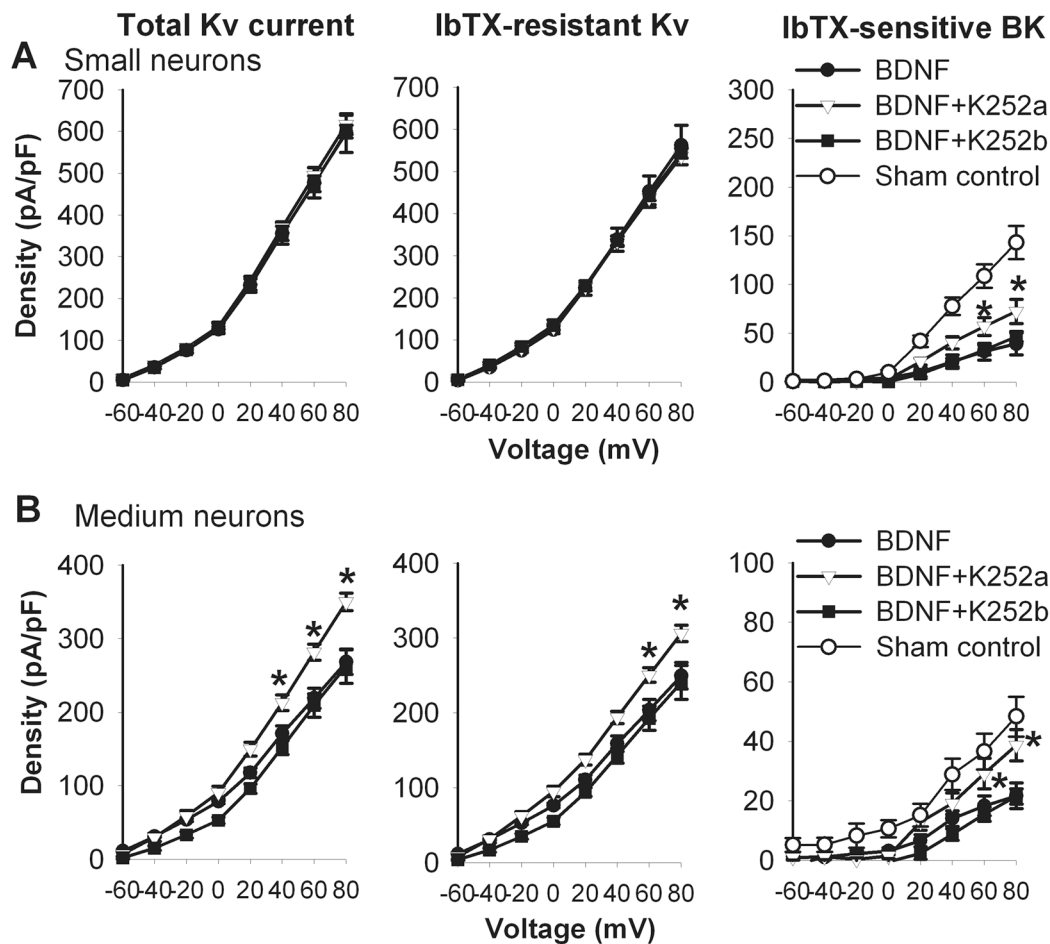 Total Kv current IbTX-resistant Kv IbTX-sensitive BK
A Small neurons
BDNF
BDNF+K252a
BDNF+K252b
Sham control
Density (pA/pF)
700
600
500
400
300
200
100
0
-60 -40 -20 0 20 40 60 80
700
600
500
400
300
200
100
0
-60 -40 -20 0 20 40 60 80
Voltage (mV)
300
250
200
150
100
50
0
* *
-60 -40 -20 0 20 40 60 80
B Medium neurons
BDNF
BDNF+K252a
BDNF+K252b
Sham control
Density (pA/pF)
400
300
200
100
0
* * *
-60 -40 -20 0 20 40 60 80
400
300
200
100
0
* *
-60 -40 -20 0 20 40 60 80
Voltage (mV)
100
80
60
40
20
0
* *
-60 -40 -20 0 20 40 60 80